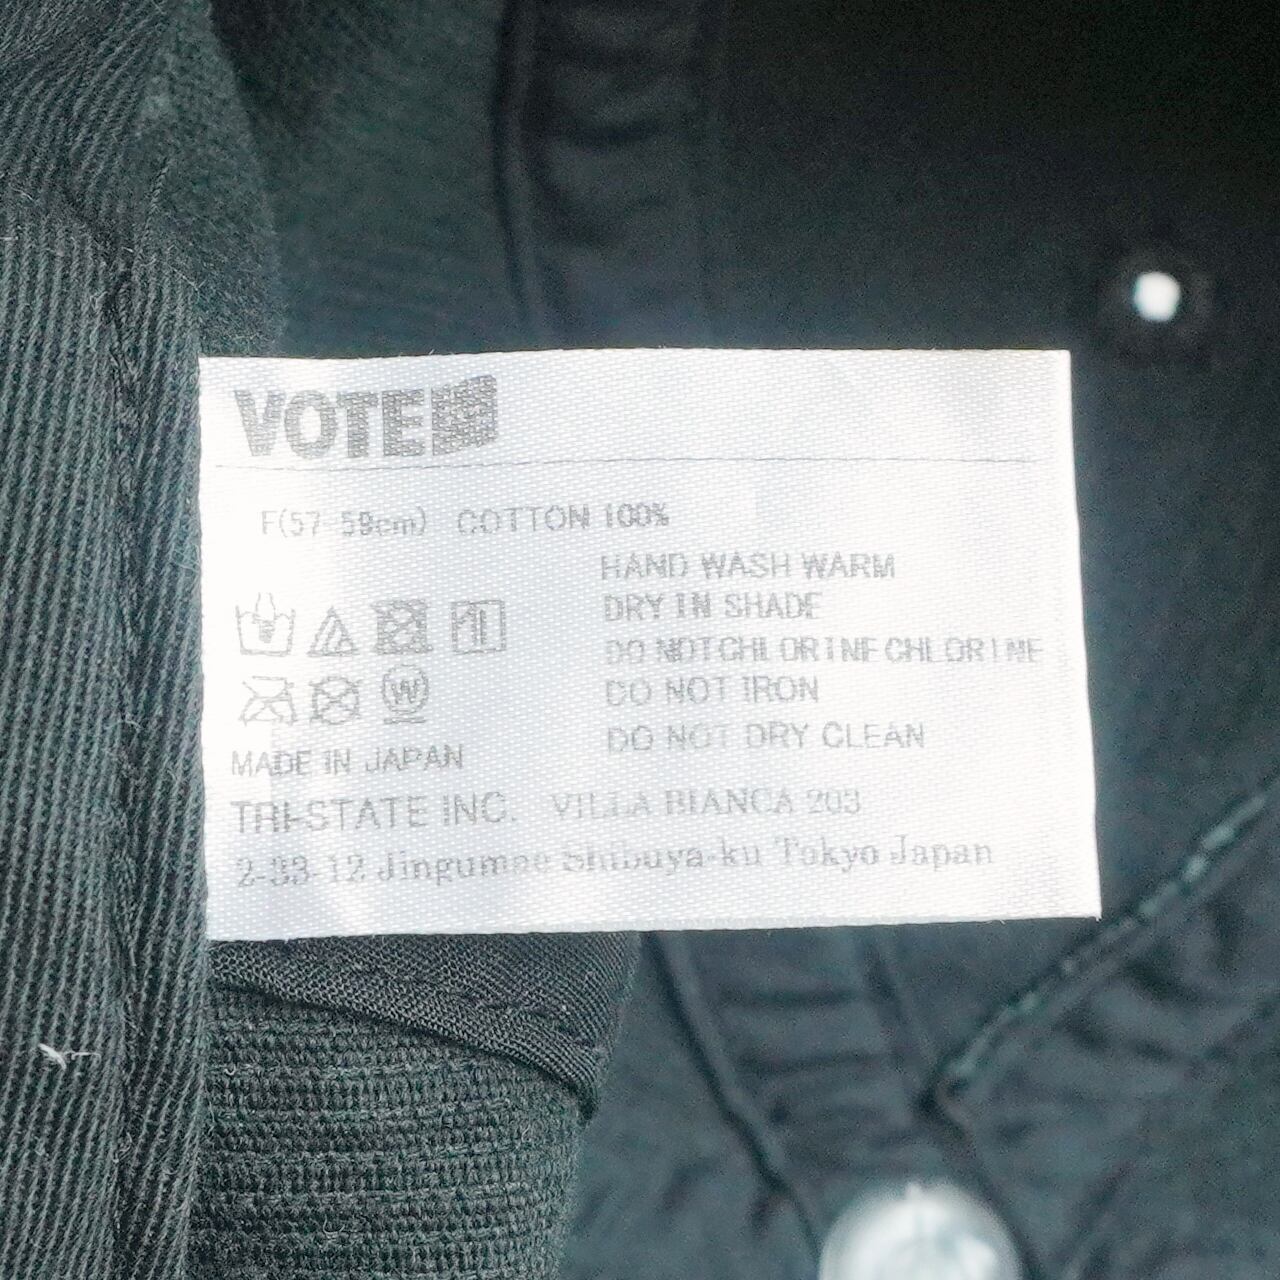 VOTE
F(57-59cm) COTTON 100%
HAND WASH WARM
DRY IN SHADE
DO NOTCHLORINECHLORINE
DO NOT IRON
DO NOT DRY CLEAN
W
MADE IN JAPAN
TRI-STATE INC. VILLA BIANCA 203
2-33-12 Jingumae Shibuya-ku Tokyo Japan